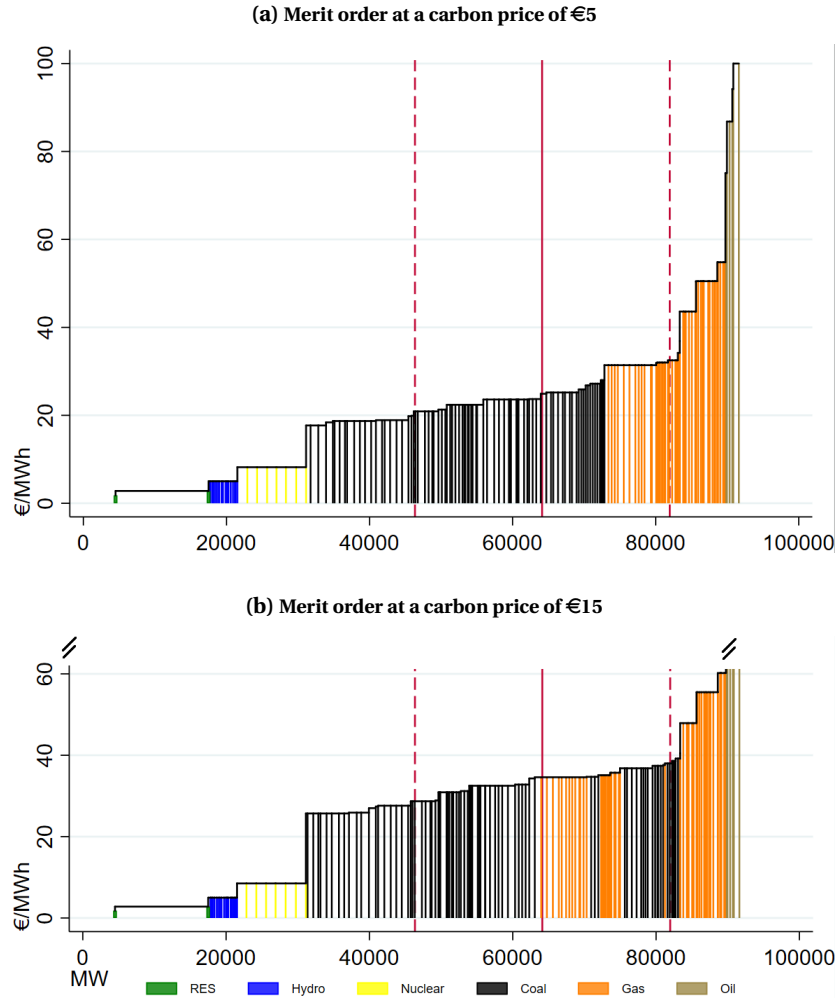 (a) Merit order at a carbon price of €5
100
80
60
40
20
0
€/MWh
0 20000 40000 60000 80000 100000
(b) Merit order at a carbon price of €15
60
40
20
0
€/MWh
0 20000 40000 60000 80000 100000
MW
RES Hydro Nuclear Coal Gas Oil